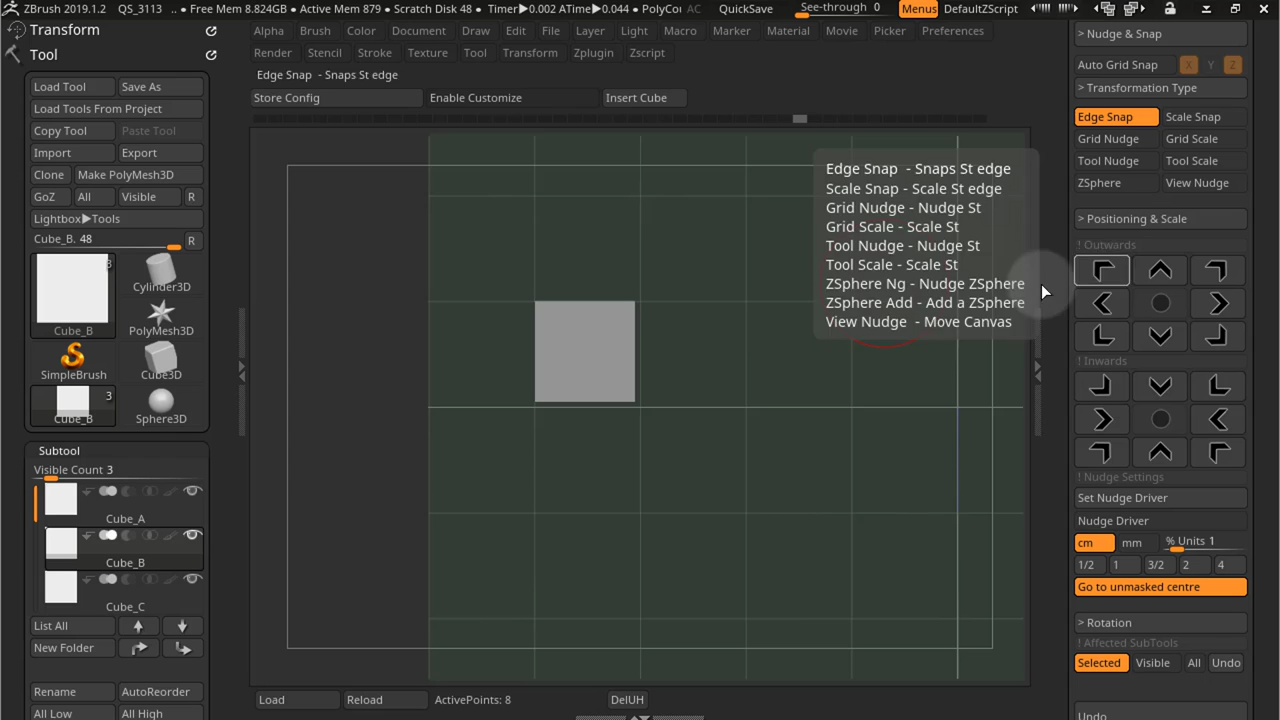 ZBrush 2019.1.2 QS_3113 .. • Free Mem 8.824GB • Active Mem 879 • Scratch Disk 48 • Timer▶0.002 ATime▶0.044 • PolyCo AC QuickSave See-through 0 Menus DefaultZScript
Transform
Tool
Load Tool Save As
Load Tools From Project
Copy Tool Paste Tool
Import Export
Clone Make PolyMesh3D
GoZ All Visible R
Lightbox▶Tools
Cube_B. 48 R
3
Cylinder3D
Cube_B PolyMesh3D
SimpleBrush Cube3D
3
Cube_B Sphere3D
Subtool
Visible Count 3
Cube_A
Cube_B
Cube_C
List All
New Folder
Rename AutoReorder
All Low All High
Alpha Brush Color Document Draw Edit File Layer Light Macro Marker Material Movie Picker Preferences
Render Stencil Stroke Texture Tool Transform Zplugin Zscript
Edge Snap - Snaps St edge
Store Config Enable Customize Insert Cube
Edge Snap - Snaps St edge
Scale Snap - Scale St edge
Grid Nudge - Nudge St
Grid Scale - Scale St
Tool Nudge - Nudge St
Tool Scale - Scale St
ZSphere Ng - Nudge ZSphere
ZSphere Add - Add a ZSphere
View Nudge - Move Canvas
Load Reload ActivePoints: 8 DelUH
> Nudge & Snap
Auto Grid Snap X Y Z
> Transformation Type
Edge Snap Scale Snap
Grid Nudge Grid Scale
Tool Nudge Tool Scale
ZSphere View Nudge
> Positioning & Scale
! Outwards
! Inwards
! Nudge Settings
Set Nudge Driver
Nudge Driver
cm mm % Units 1
1/2 1 3/2 2 4
Go to unmasked centre
> Rotation
! Affected SubTools
Selected Visible All Undo
Undo